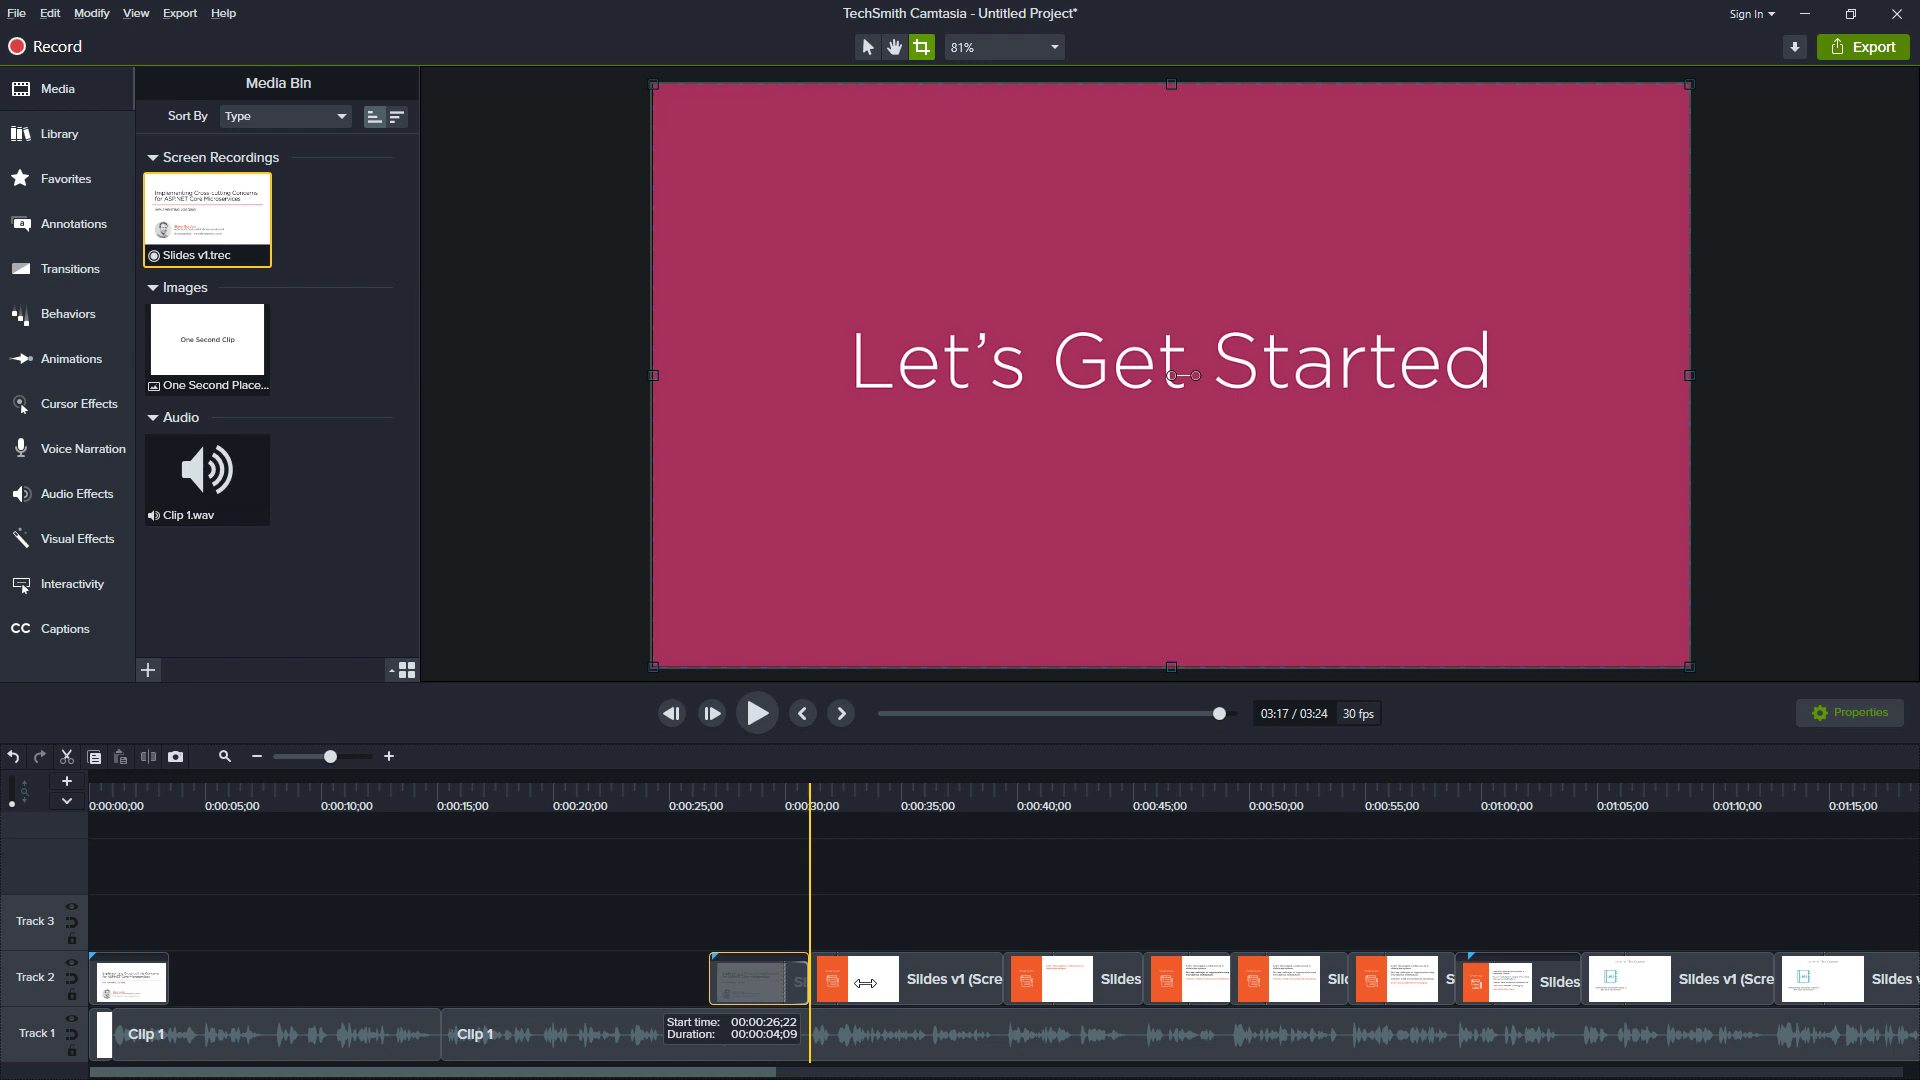 File Edit Modify View Export Help
TechSmith Camtasia - Untitled Project*
Sign In
Record
81%
Export
Media
Library
Favorites
Annotations
Transitions
Behaviors
Animations
Cursor Effects
Voice Narration
Audio Effects
Visual Effects
Interactivity
CC Captions
Media Bin
Sort By Type
Screen Recordings
Implementing Cross-cutting Concerns
for ASP.NET Core Microservices
Slides v1.trec
Images
One Second Clip
One Second Place...
Audio
Clip 1.wav
Let's Get Started
03:17 / 03:24 30 fps
Properties
0:00:00;00 0:00:05;00 0:00:10;00 0:00:15;00 0:00:20;00 0:00:25;00 0:00:30;00 0:00:35;00 0:00:40;00 0:00:45;00 0:00:50;00 0:00:55;00 0:01:00;00 0:01:05;00 0:01:10;00 0:01:15;00
Track 3
Track 2
Sl Slides v1 (Scre Slides S Slid S Slides Slides v1 (Scre Slides v
Track 1
Clip 1 Clip 1
Start time: 00:00:26;22
Duration: 00:00:04;09